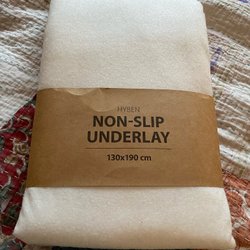 HYBEN
NON-SLIP
UNDERLAY
130x190 cm